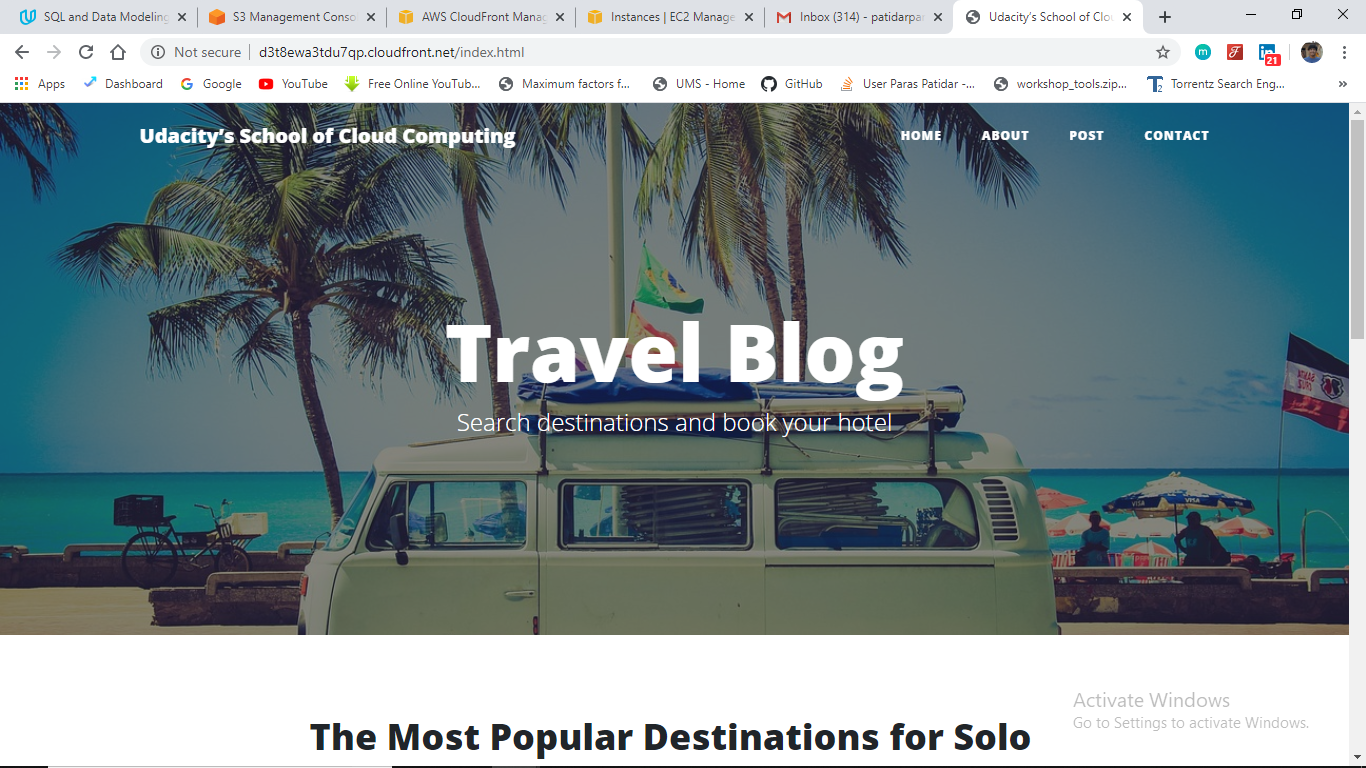 SQL and Data Modeling
S3 Management Conso
AWS CloudFront Manag
Instances | EC2 Manage
Inbox (314) - patidarpar
Udacity's School of Clou
Not secure
d3t8ewa3tdu7qp.cloudfront.net/index.html
21
Apps
Dashboard
Google
YouTube
Free Online YouTub...
Maximum factors f...
UMS - Home
GitHub
User Paras Patidar -...
workshop_tools.zip...
Torrentz Search Eng...
»
Udacity’s School of Cloud Computing
HOME
ABOUT
POST
CONTACT
Travel Blog
Search destinations and book your hotel
VISA
VISA
Activate Windows
Go to Settings to activate Windows.
The Most Popular Destinations for Solo